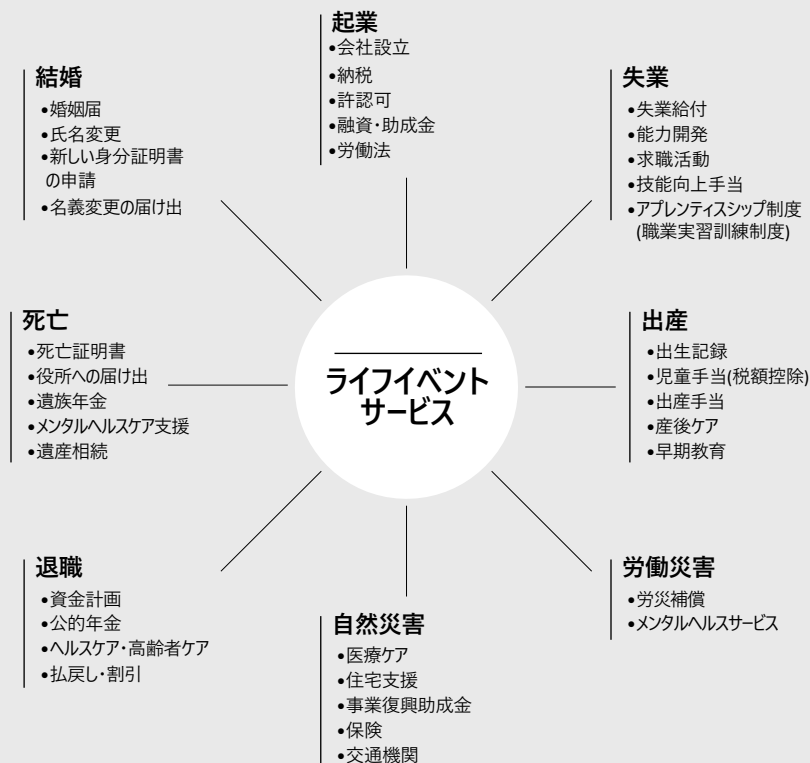 起業
•会社設立
•納税
•許認可
•融資・助成金
•労働法
結婚
•婚姻届
•氏名変更
•新しい身分証明書
の申請
•名義変更の届け出
失業
•失業給付
•能力開発
•求職活動
•技能向上手当
•アプレンティスシップ制度
(職業実習訓練制度)
死亡
•死亡証明書
•役所への届け出
•遺族年金
•メンタルヘルスケア支援
•遺産相続
ライフイベント
サービス
出産
•出生記録
•児童手当(税額控除)
•出産手当
•産後ケア
•早期教育
退職
•資金計画
•公的年金
•ヘルスケア・高齢者ケア
•払戻し・割引
自然災害
•医療ケア
•住宅支援
•事業復興助成金
•保険
•交通機関
労働災害
•労災補償
•メンタルヘルスサービス